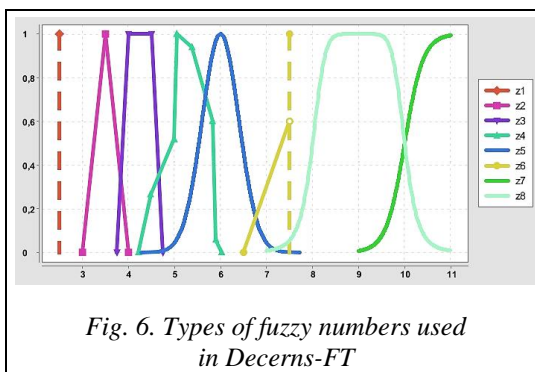 1
0,8
0,6
0,4
0,2
0
3 4 5 6 7 8 9 10 11
z1
z2
z3
z4
z5
z6
z7
z8
Fig. 6. Types of fuzzy numbers used
in Decerns-FT